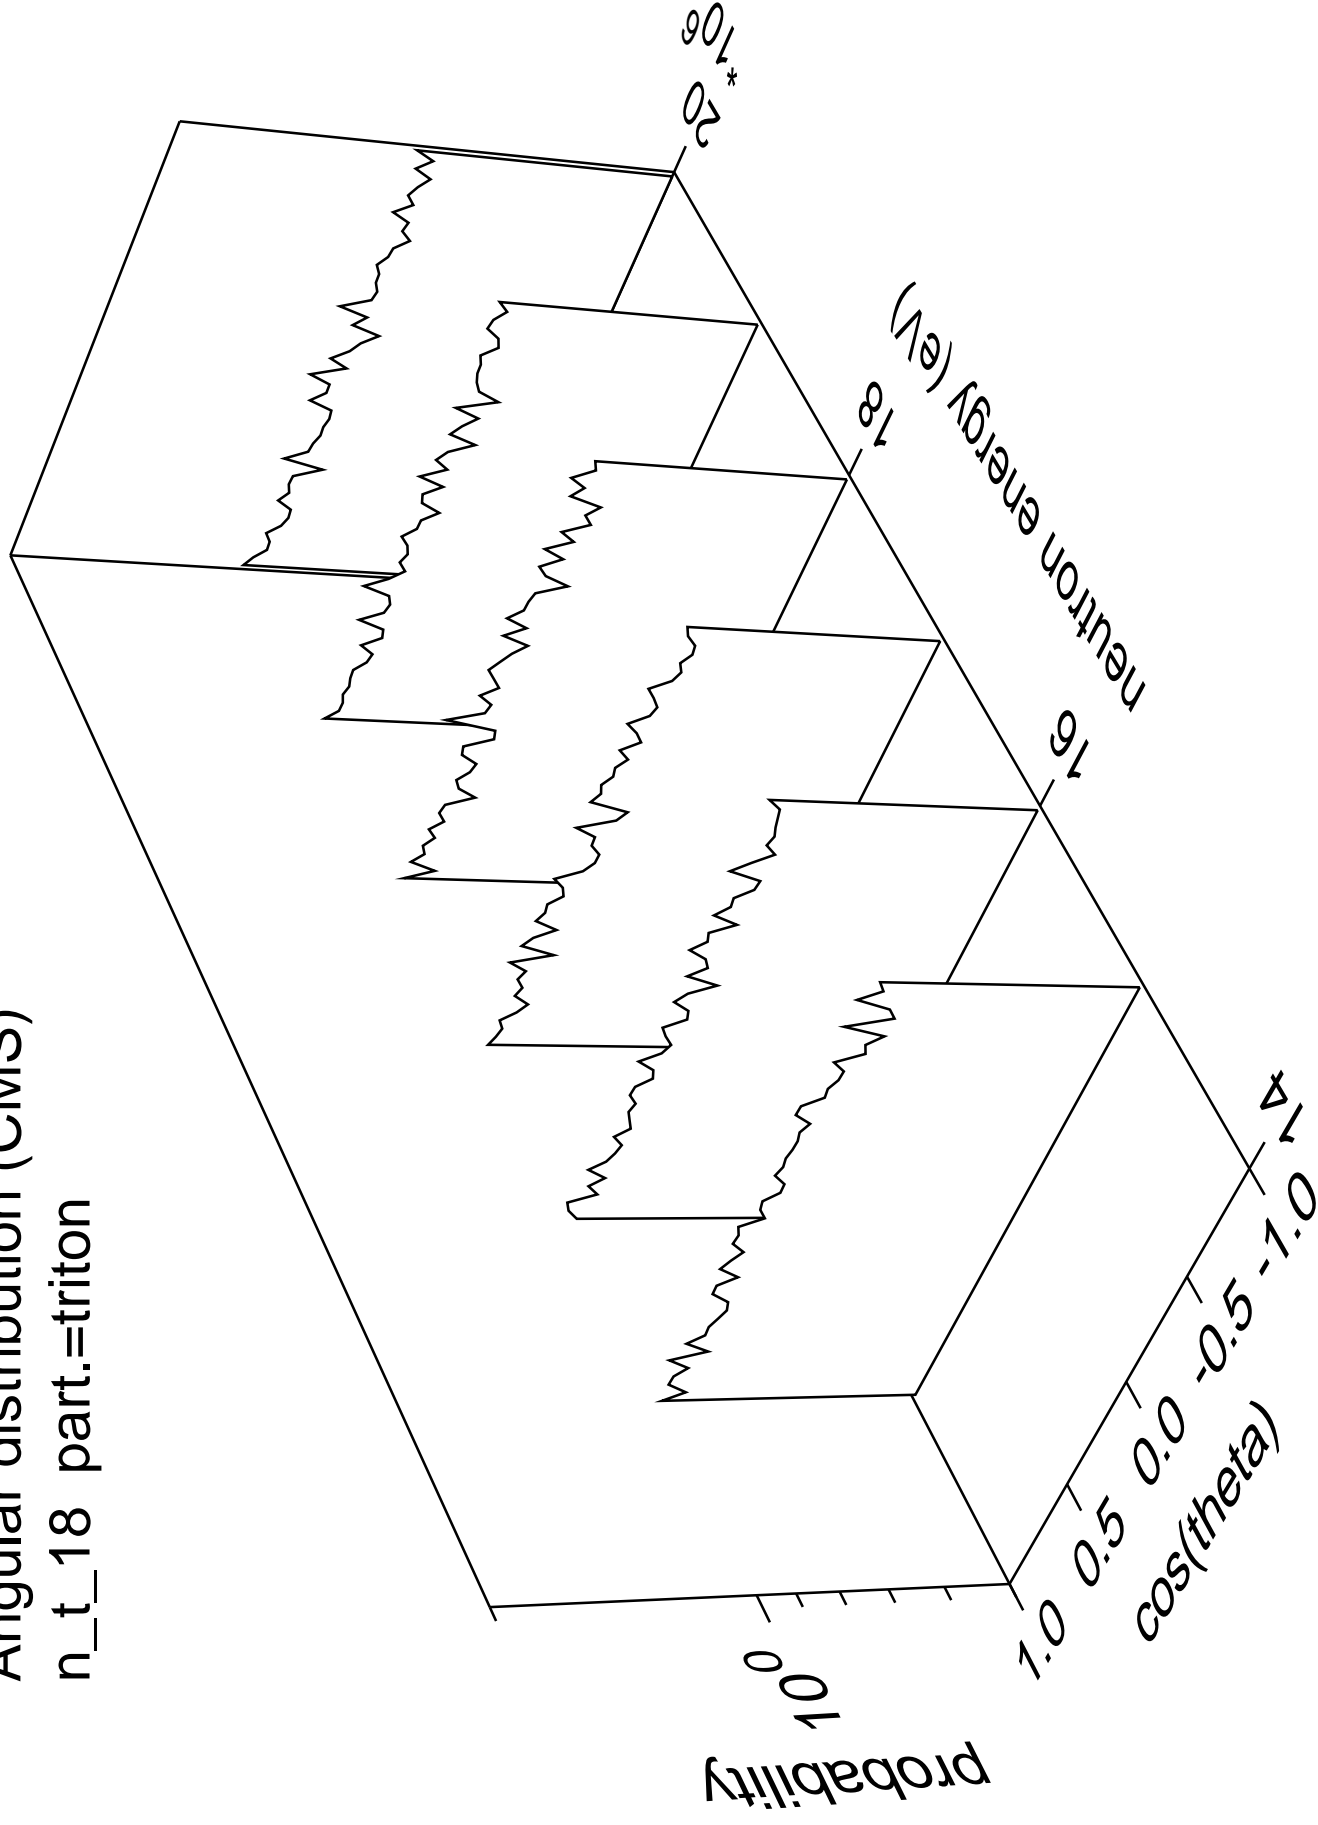 Angular distribution (CMS)
n_t_18 part.=triton
probability
10^0
1.0
0.5
0.0
-0.5
-1.0
cos(theta)
14
16
18
20
*10^6
neutron energy (eV)